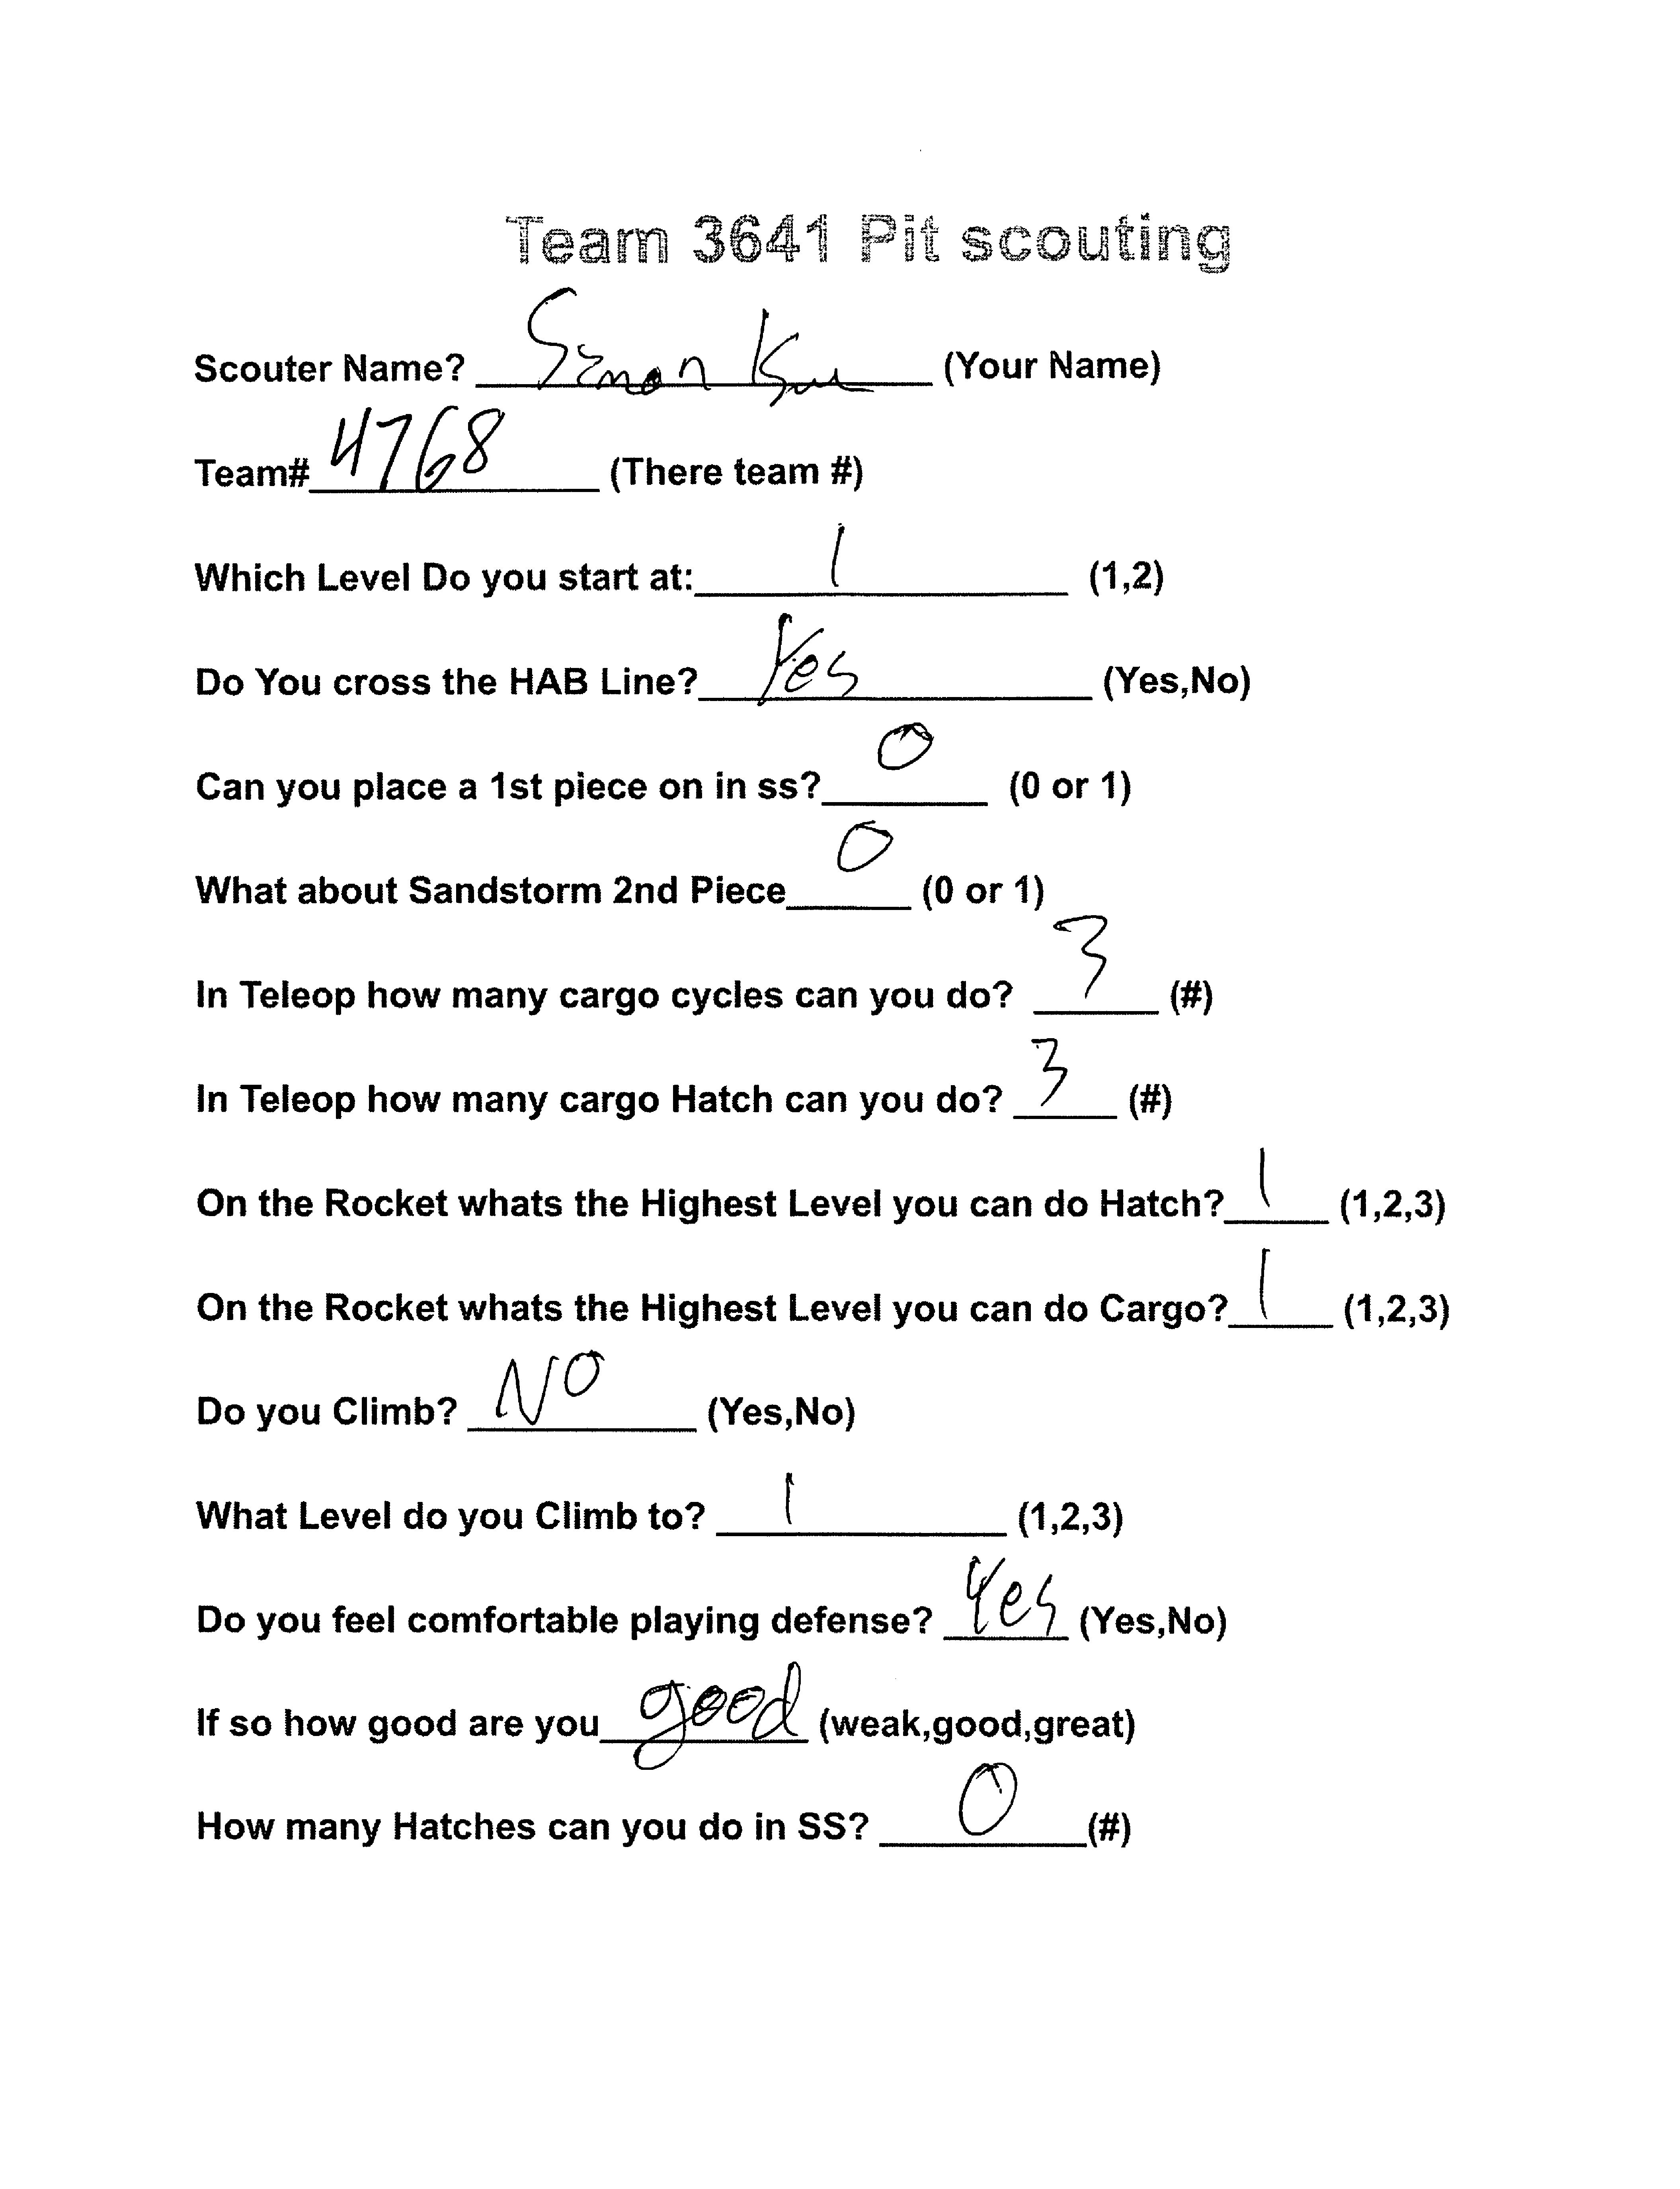 Team 3641 Pit scouting
Scouter Name? Simon (Your Name)
Team# 4768 (There team #)
Which Level Do you start at: 1 (1,2)
Do You cross the HAB Line? Yes (Yes,No)
Can you place a 1st piece on in ss? 0 (0 or 1)
What about Sandstorm 2nd Piece 0 (0 or 1)
In Teleop how many cargo cycles can you do? 3 (#)
In Teleop how many cargo Hatch can you do? 3 (#)
On the Rocket whats the Highest Level you can do Hatch? 1 (1,2,3)
On the Rocket whats the Highest Level you can do Cargo? 1 (1,2,3)
Do you Climb? NO (Yes,No)
What Level do you Climb to? 1 (1,2,3)
Do you feel comfortable playing defense? Yes (Yes,No)
If so how good are you good (weak,good,great)
How many Hatches can you do in SS? 0 (#)